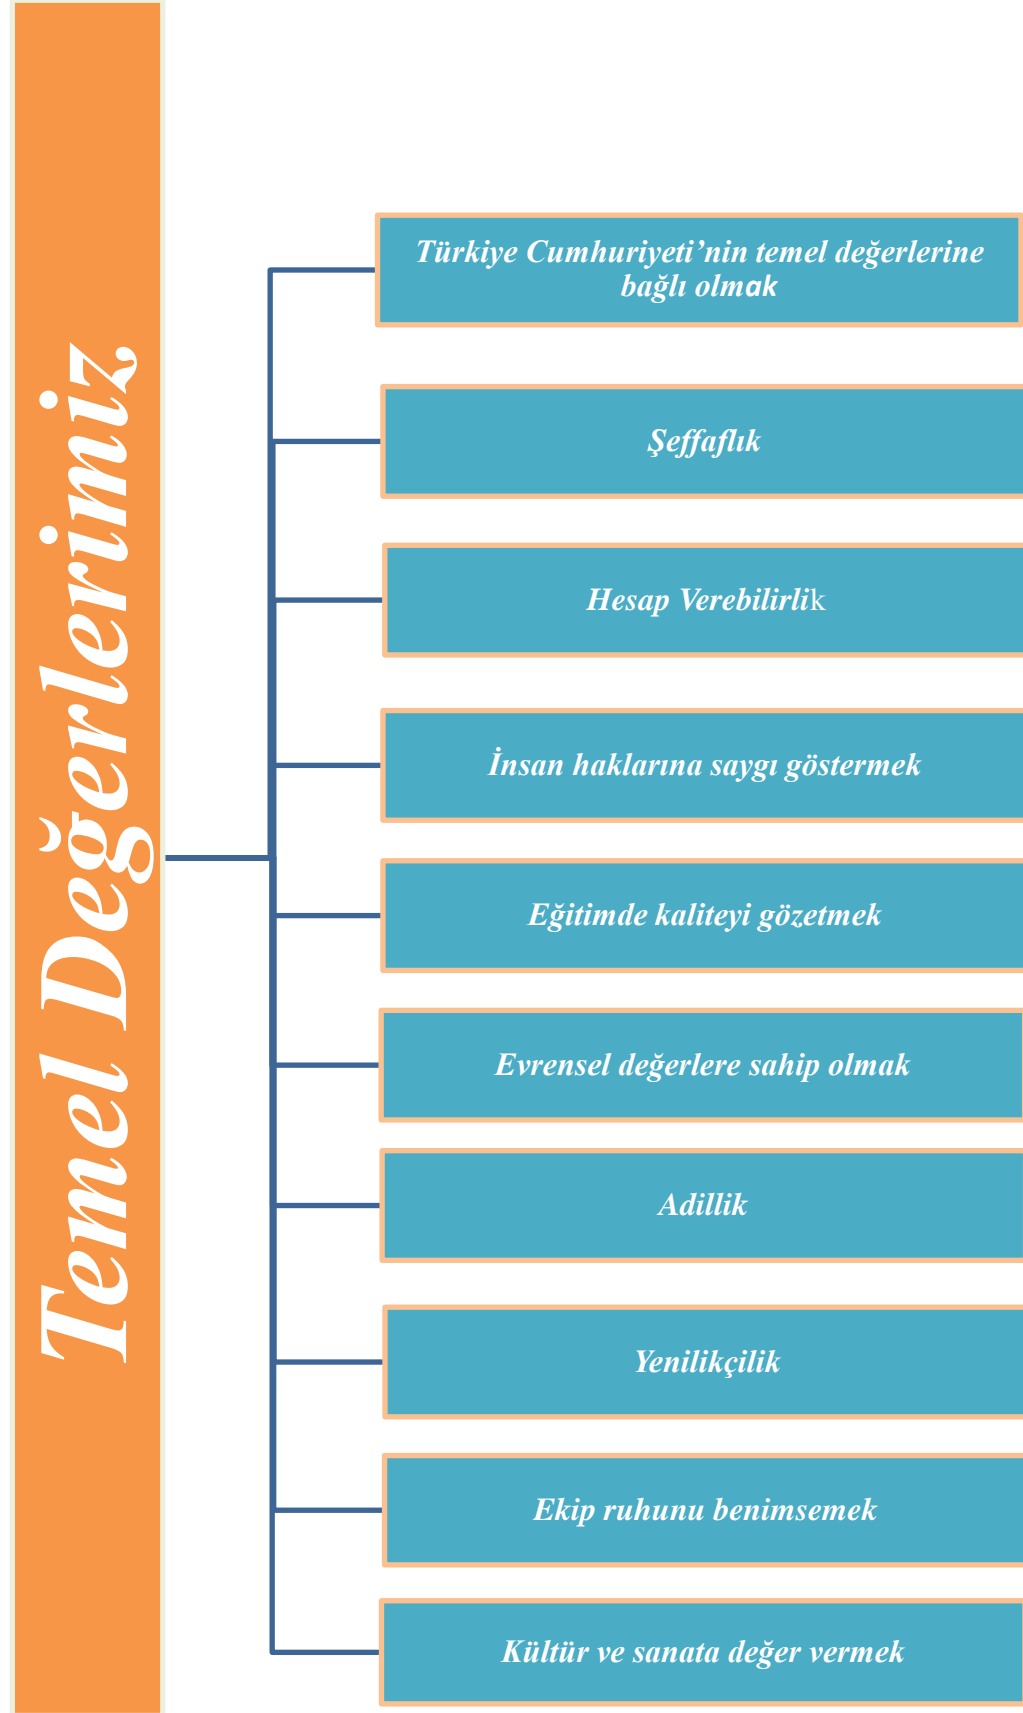 Temel Değerlerimiz
Türkiye Cumhuriyeti’nin temel değerlerine
bağlı olmak
Şeffaflık
Hesap Verebilirlik
İnsan haklarına saygı göstermek
Eğitimde kaliteyi gözetmek
Evrensel değerlere sahip olmak
Adillik
Yenilikçilik
Ekip ruhunu benimsemek
Kültür ve sanata değer vermek